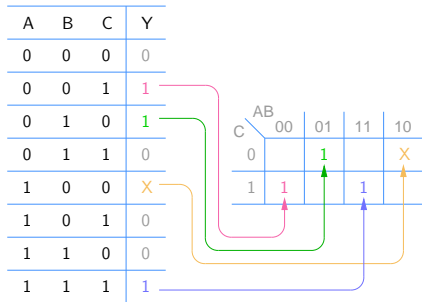 A B C Y
0 0 0 0
0 0 1 1
0 1 0 1
0 1 1 0
1 0 0 X
1 0 1 0
1 1 0 0
1 1 1 1
AB
C 00 01 11 10
0 1 X
1 1 1